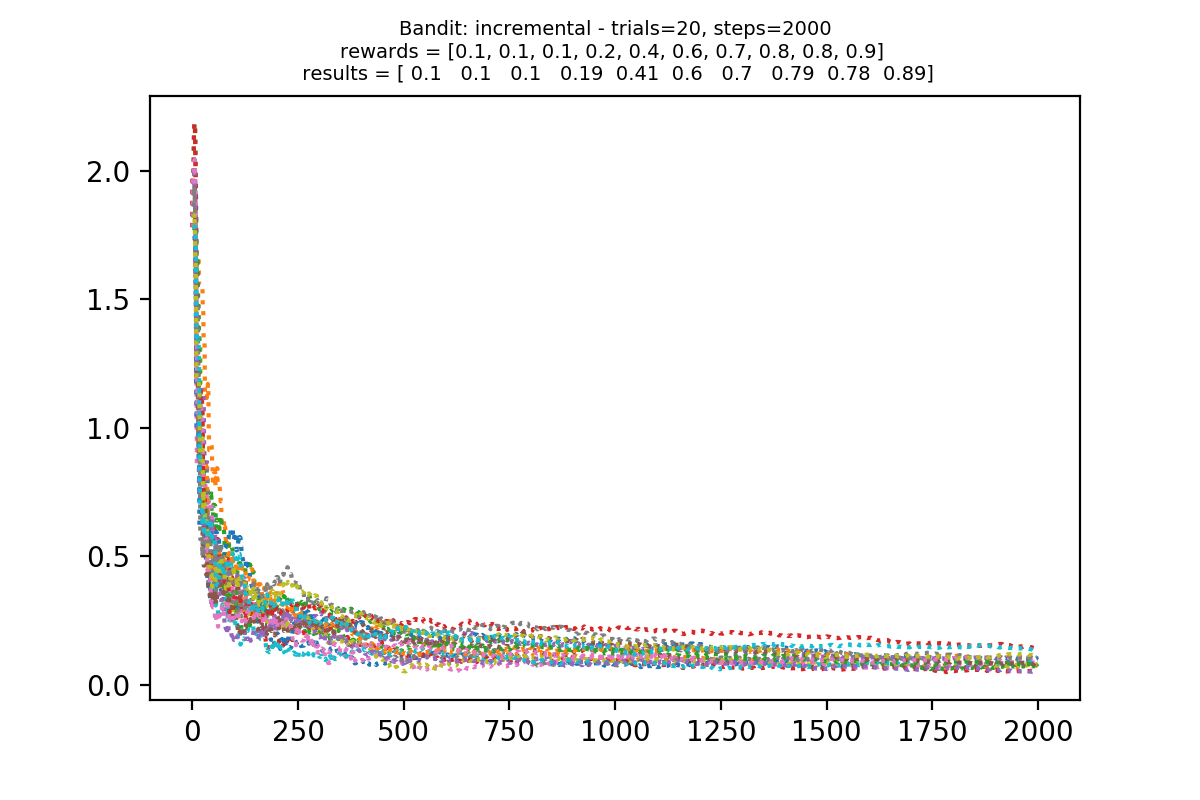 Bandit: incremental - trials=20, steps=2000
rewards = [0.1, 0.1, 0.1, 0.2, 0.4, 0.6, 0.7, 0.8, 0.8, 0.9]
results = [ 0.1 0.1 0.1 0.19 0.41 0.6 0.7 0.79 0.78 0.89]
2.0
1.5
1.0
0.5
0.0
0 250 500 750 1000 1250 1500 1750 2000